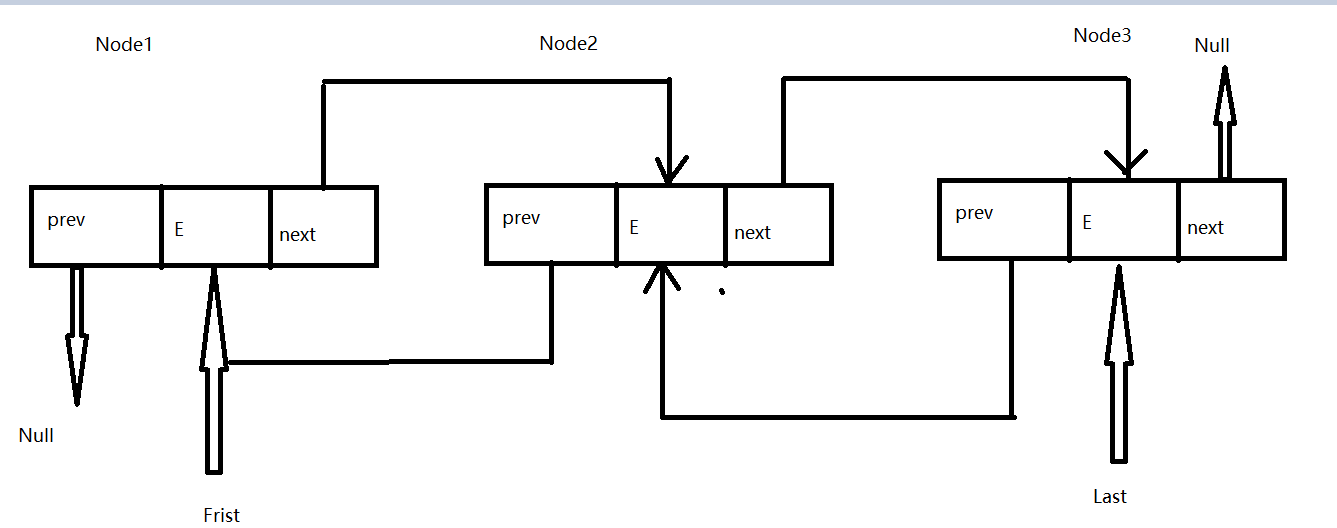 Node1
Node2
Node3
Null
prev
E
next
prev
E
next
prev
E
next
Null
Frist
Last